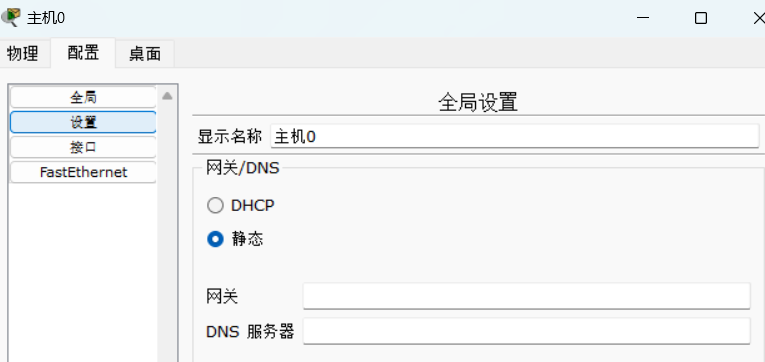 主机0
物理 配置 桌面
全局
设置
接口
FastEthernet
全局设置
显示名称 主机0
网关/DNS
DHCP
静态
网关
DNS 服务器